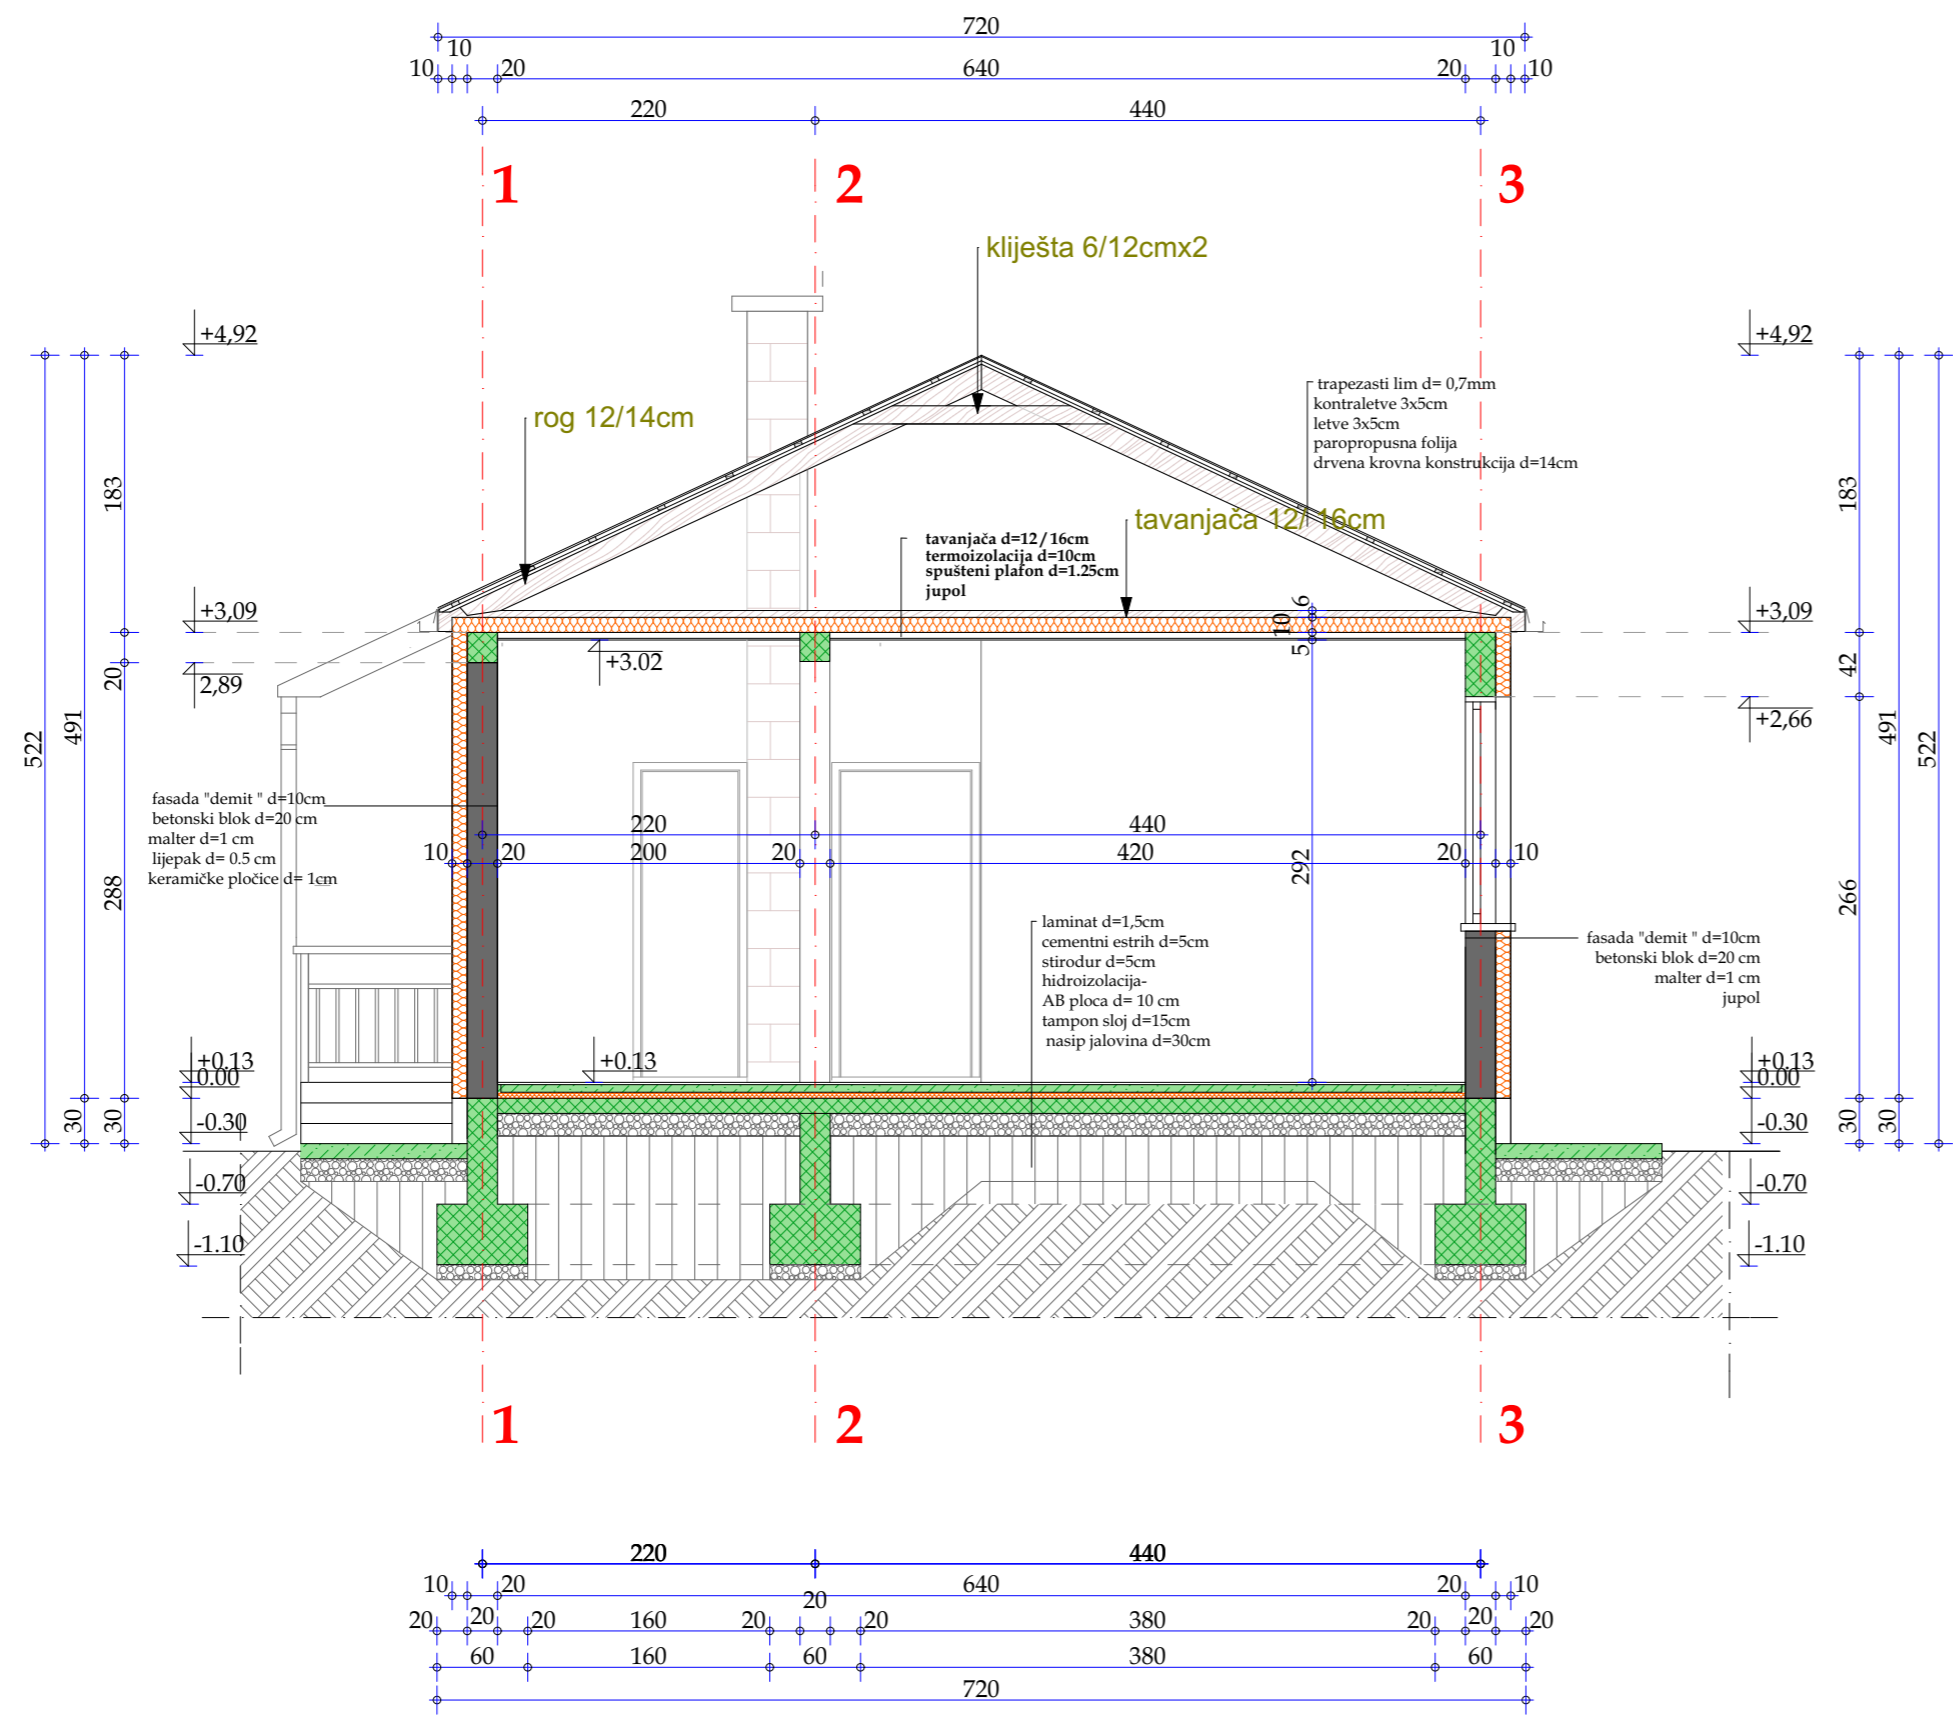 720
10 10 20 640 20 10 10
220 440
1 2 3
kliješta 6/12cmx2
+4,92 +4,92
trapezasti lim d= 0,7mm
kontraletve 3x5cm
letve 3x5cm
paropropusna folija
drvena krovna konstrukcija d=14cm
rog 12/14cm
183 183
tavanjača 12/ 16cm
tavanjača d=12/16cm
termoizolacija d=10cm
spušteni plafon d=1.25cm
jupol
6
10
5
+3,09 +3,09
+3.02
20 42
2,89 +2,66
522 491 491 522
fasada "demit " d=10cm
betonski blok d=20 cm
malter d=1 cm
lijepak d= 0.5 cm
keramičke pločice d= 1cm
220 440
10 20 200 20 420 20 10
288 292 266
laminat d=1,5cm
cementni estrih d=5cm
stirodur d=5cm
hidroizolacija-
AB ploca d= 10 cm
tampon sloj d=15cm
nasip jalovina d=30cm
fasada "demit " d=10cm
betonski blok d=20 cm
malter d=1 cm
jupol
+0.13 +0.13 +0.13
0.00 0.00
30 30 -0.30 -0.30 30 30
-0.70 -0.70
-1.10 -1.10
1 2 3
220 440
10 20 640 20 10
20 20 20 160 20 20 20 380 20 20 20
60 160 60 380 60
720